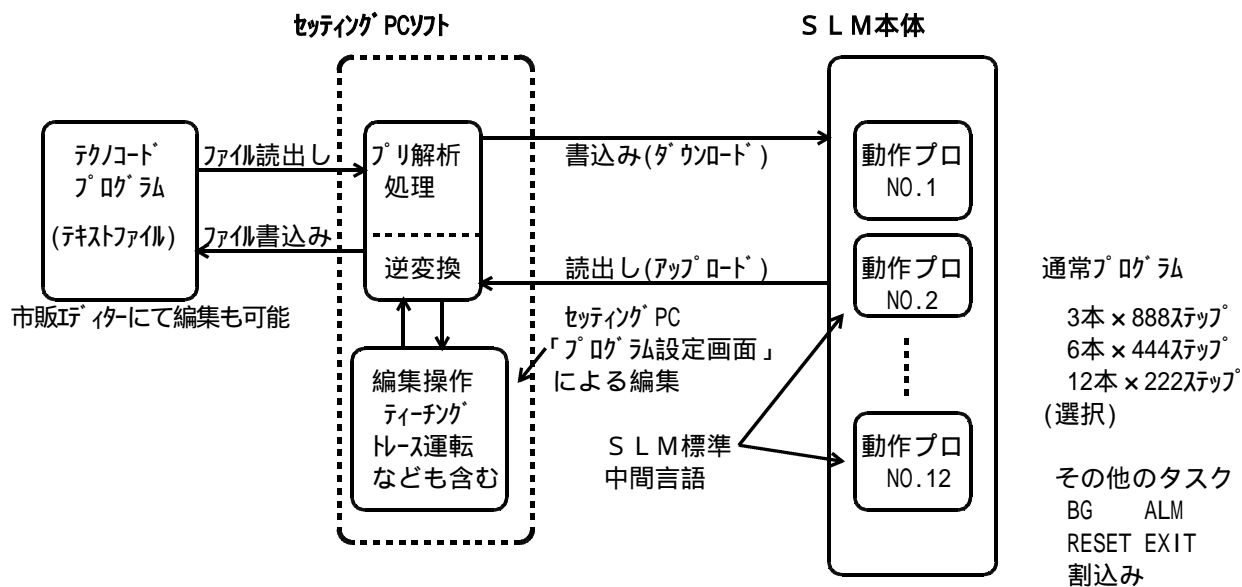 セッティングPCソフト
ＳＬＭ本体
テクノコード
プログラム
(テキストファイル)
市販エディターにて編集も可能
ファイル読出し
ファイル書込み
プリ解析
処理
逆変換
編集操作
ティーチング
トレース運転
なども含む
書込み(ダウンロード)
読出し(アップロード)
セッティングPC
「プログラム設定画面」
による編集
ＳＬＭ標準
中間言語
動作プロ
NO.1
動作プロ
NO.2
動作プロ
NO.12
通常プログラム
3本×888ステップ
6本×444ステップ
12本×222ステップ
(選択)
その他のタスク
BG ALM
RESET EXIT
割込み